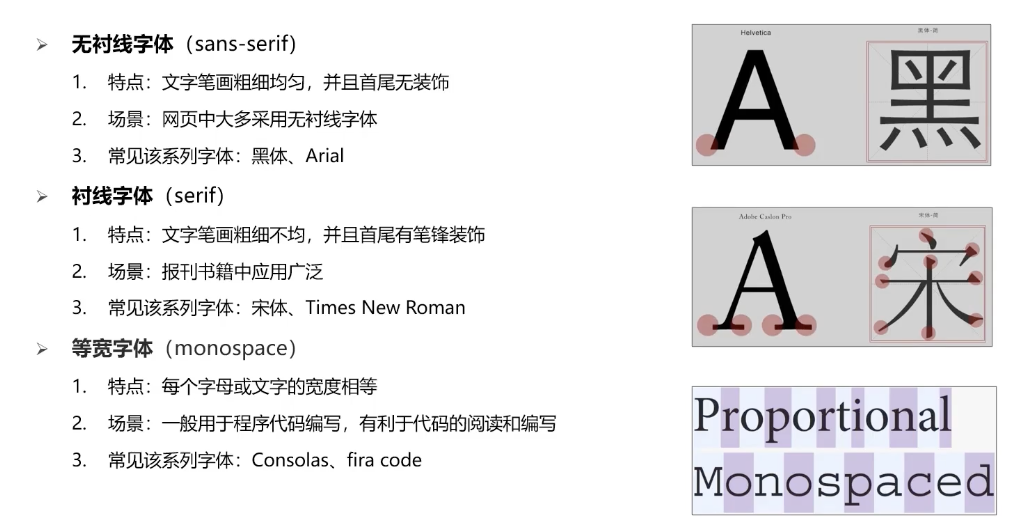 ➢ 无衬线字体（sans-serif）
1. 特点：文字笔画粗细均匀，并且首尾无装饰
2. 场景：网页中大多采用无衬线字体
3. 常见该系列字体：黑体、Arial
➢ 衬线字体（serif）
1. 特点：文字笔画粗细不均，并且首尾有笔锋装饰
2. 场景：报刊书籍中应用广泛
3. 常见该系列字体：宋体、Times New Roman
➢ 等宽字体（monospace）
1. 特点：每个字母或文字的宽度相等
2. 场景：一般用于程序代码编写，有利于代码的阅读和编写
3. 常见该系列字体：Consolas、fira code
Helvetica
黑体-简
A
黑
Adobe Caslon Pro
宋体-简
A
宋
Proportional
Monospaced